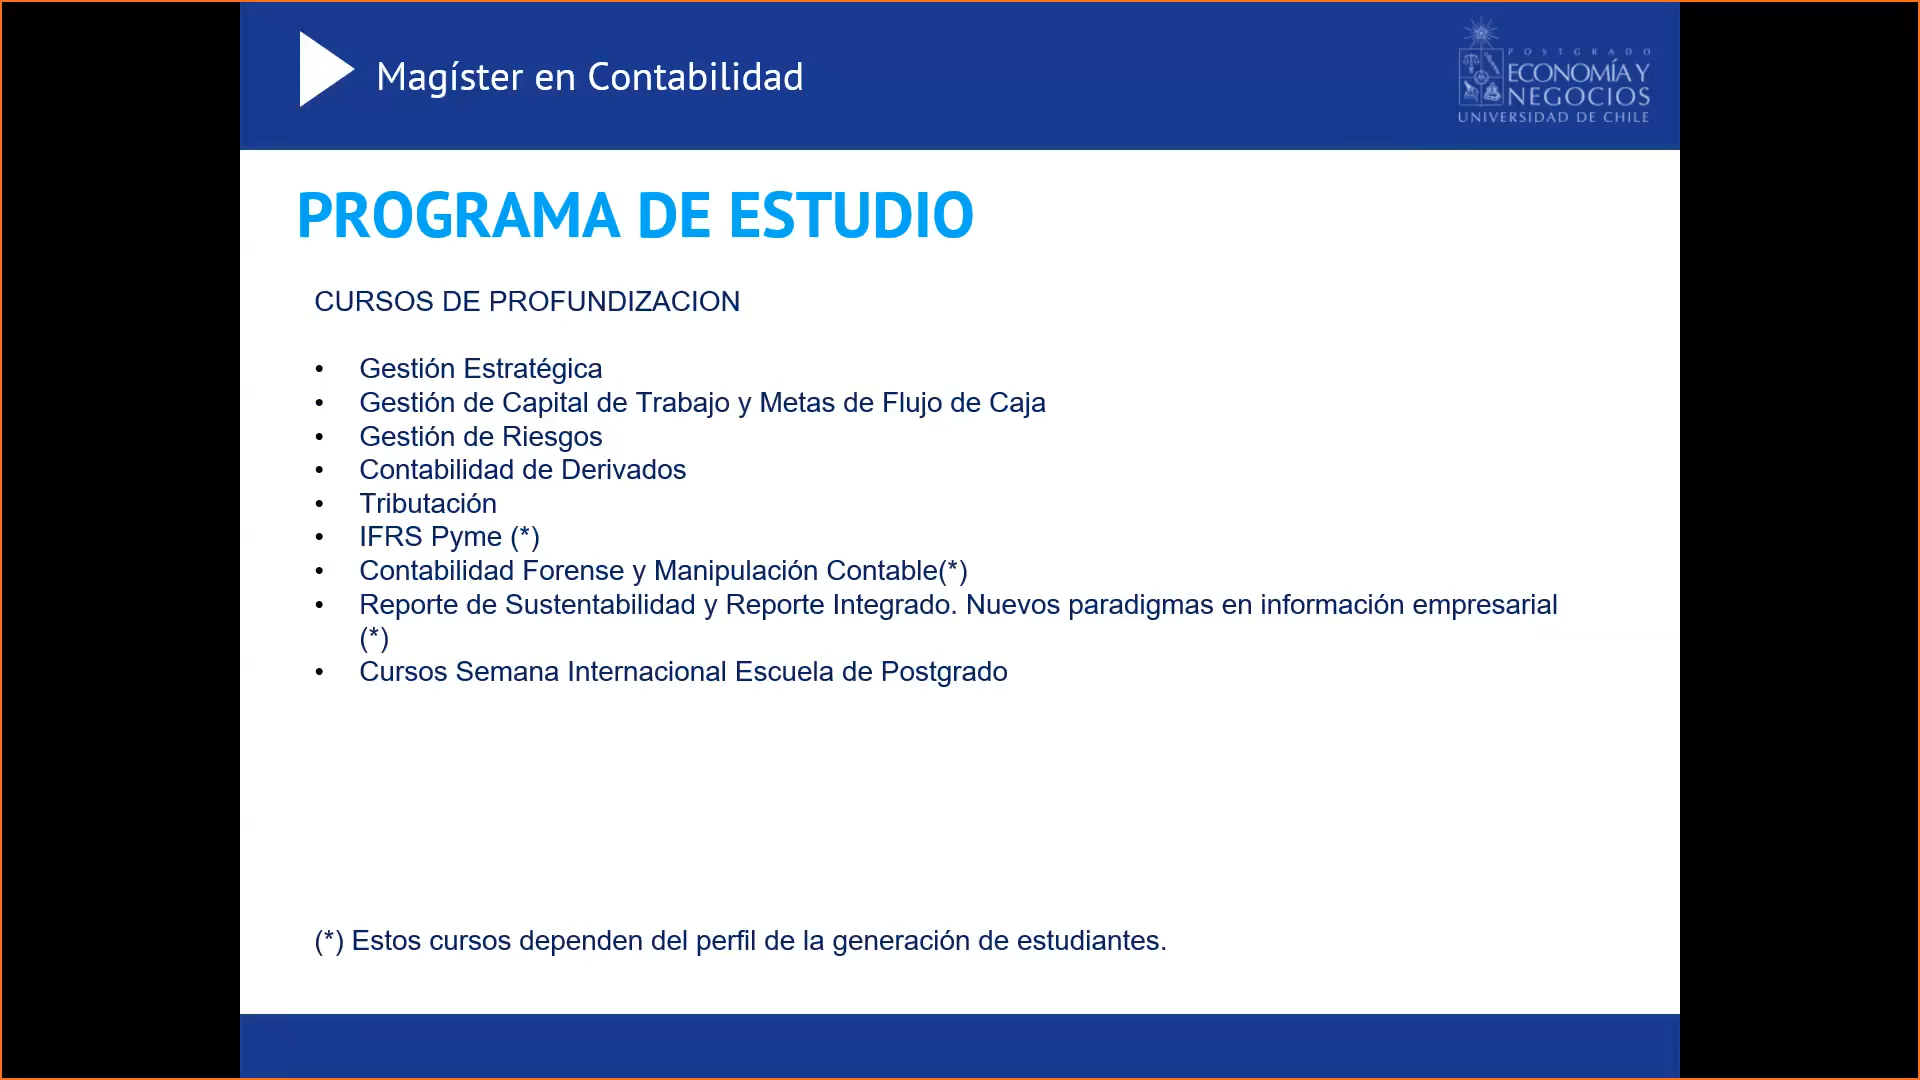 Magíster en Contabilidad
POSTGRADO
ECONOMÍA Y
NEGOCIOS
UNIVERSIDAD DE CHILE
PROGRAMA DE ESTUDIO
CURSOS DE PROFUNDIZACION
• Gestión Estratégica
• Gestión de Capital de Trabajo y Metas de Flujo de Caja
• Gestión de Riesgos
• Contabilidad de Derivados
• Tributación
• IFRS Pyme (*)
• Contabilidad Forense y Manipulación Contable(*)
• Reporte de Sustentabilidad y Reporte Integrado. Nuevos paradigmas en información empresarial
(*)
• Cursos Semana Internacional Escuela de Postgrado
(*) Estos cursos dependen del perfil de la generación de estudiantes.